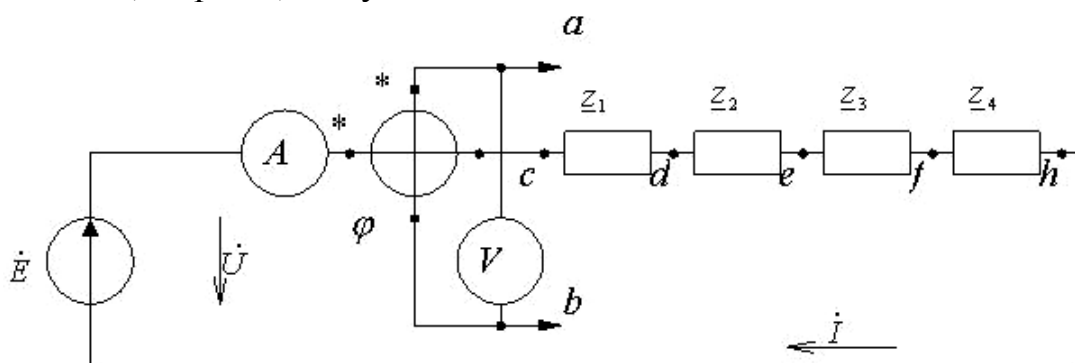 a
*
z₁ z₂ z₃ z₄
* A
c d e f h
φ
Ė U̇ V
b
İ